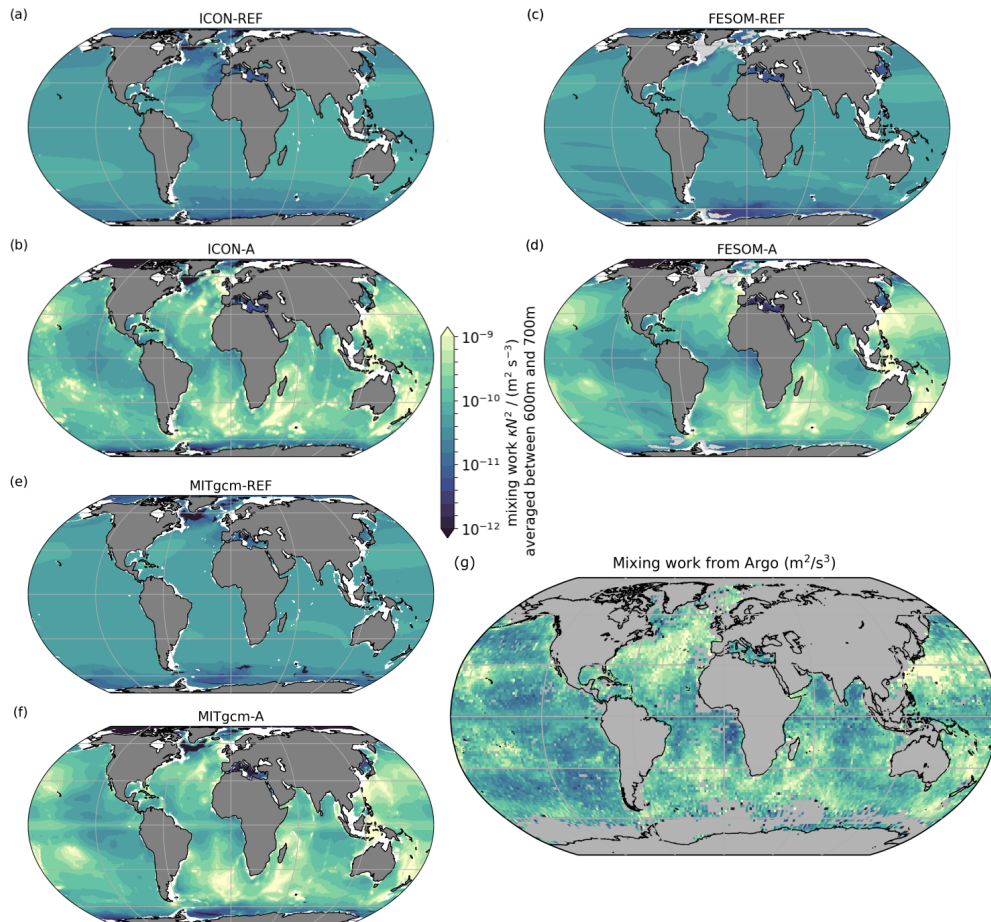 (a)
ICON-REF
(c)
FESOM-REF
(b)
ICON-A
(d)
FESOM-A
10⁻⁹
10⁻¹⁰
10⁻¹¹
10⁻¹²
mixing work κN² / (m² s⁻³)
averaged between 600m and 700m
(e)
MITgcm-REF
(g)
Mixing work from Argo (m²/s³)
(f)
MITgcm-A